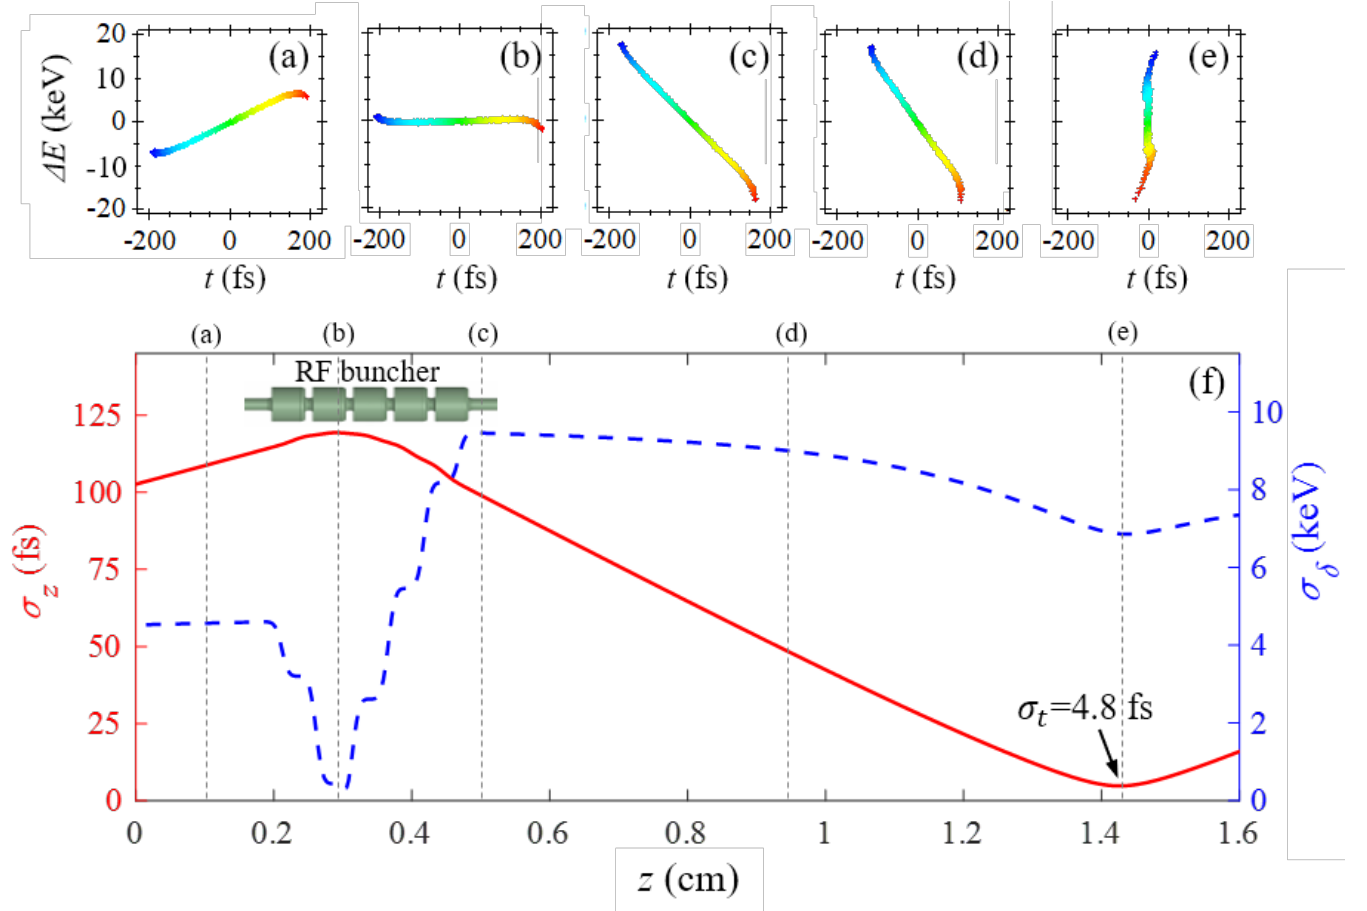 20
10
0
-10
-20
ΔE (keV)
(a)
(b)
(c)
(d)
(e)
-200 0 200
-200 0 200
-200 0 200
-200 0 200
-200 0 200
t (fs)
t (fs)
t (fs)
t (fs)
t (fs)
(a)
(b)
(c)
(d)
(e)
RF buncher
(f)
125
100
75
50
25
0
σz (fs)
10
8
6
4
2
0
σδ (keV)
σt=4.8 fs
0 0.2 0.4 0.6 0.8 1 1.2 1.4 1.6
z (cm)